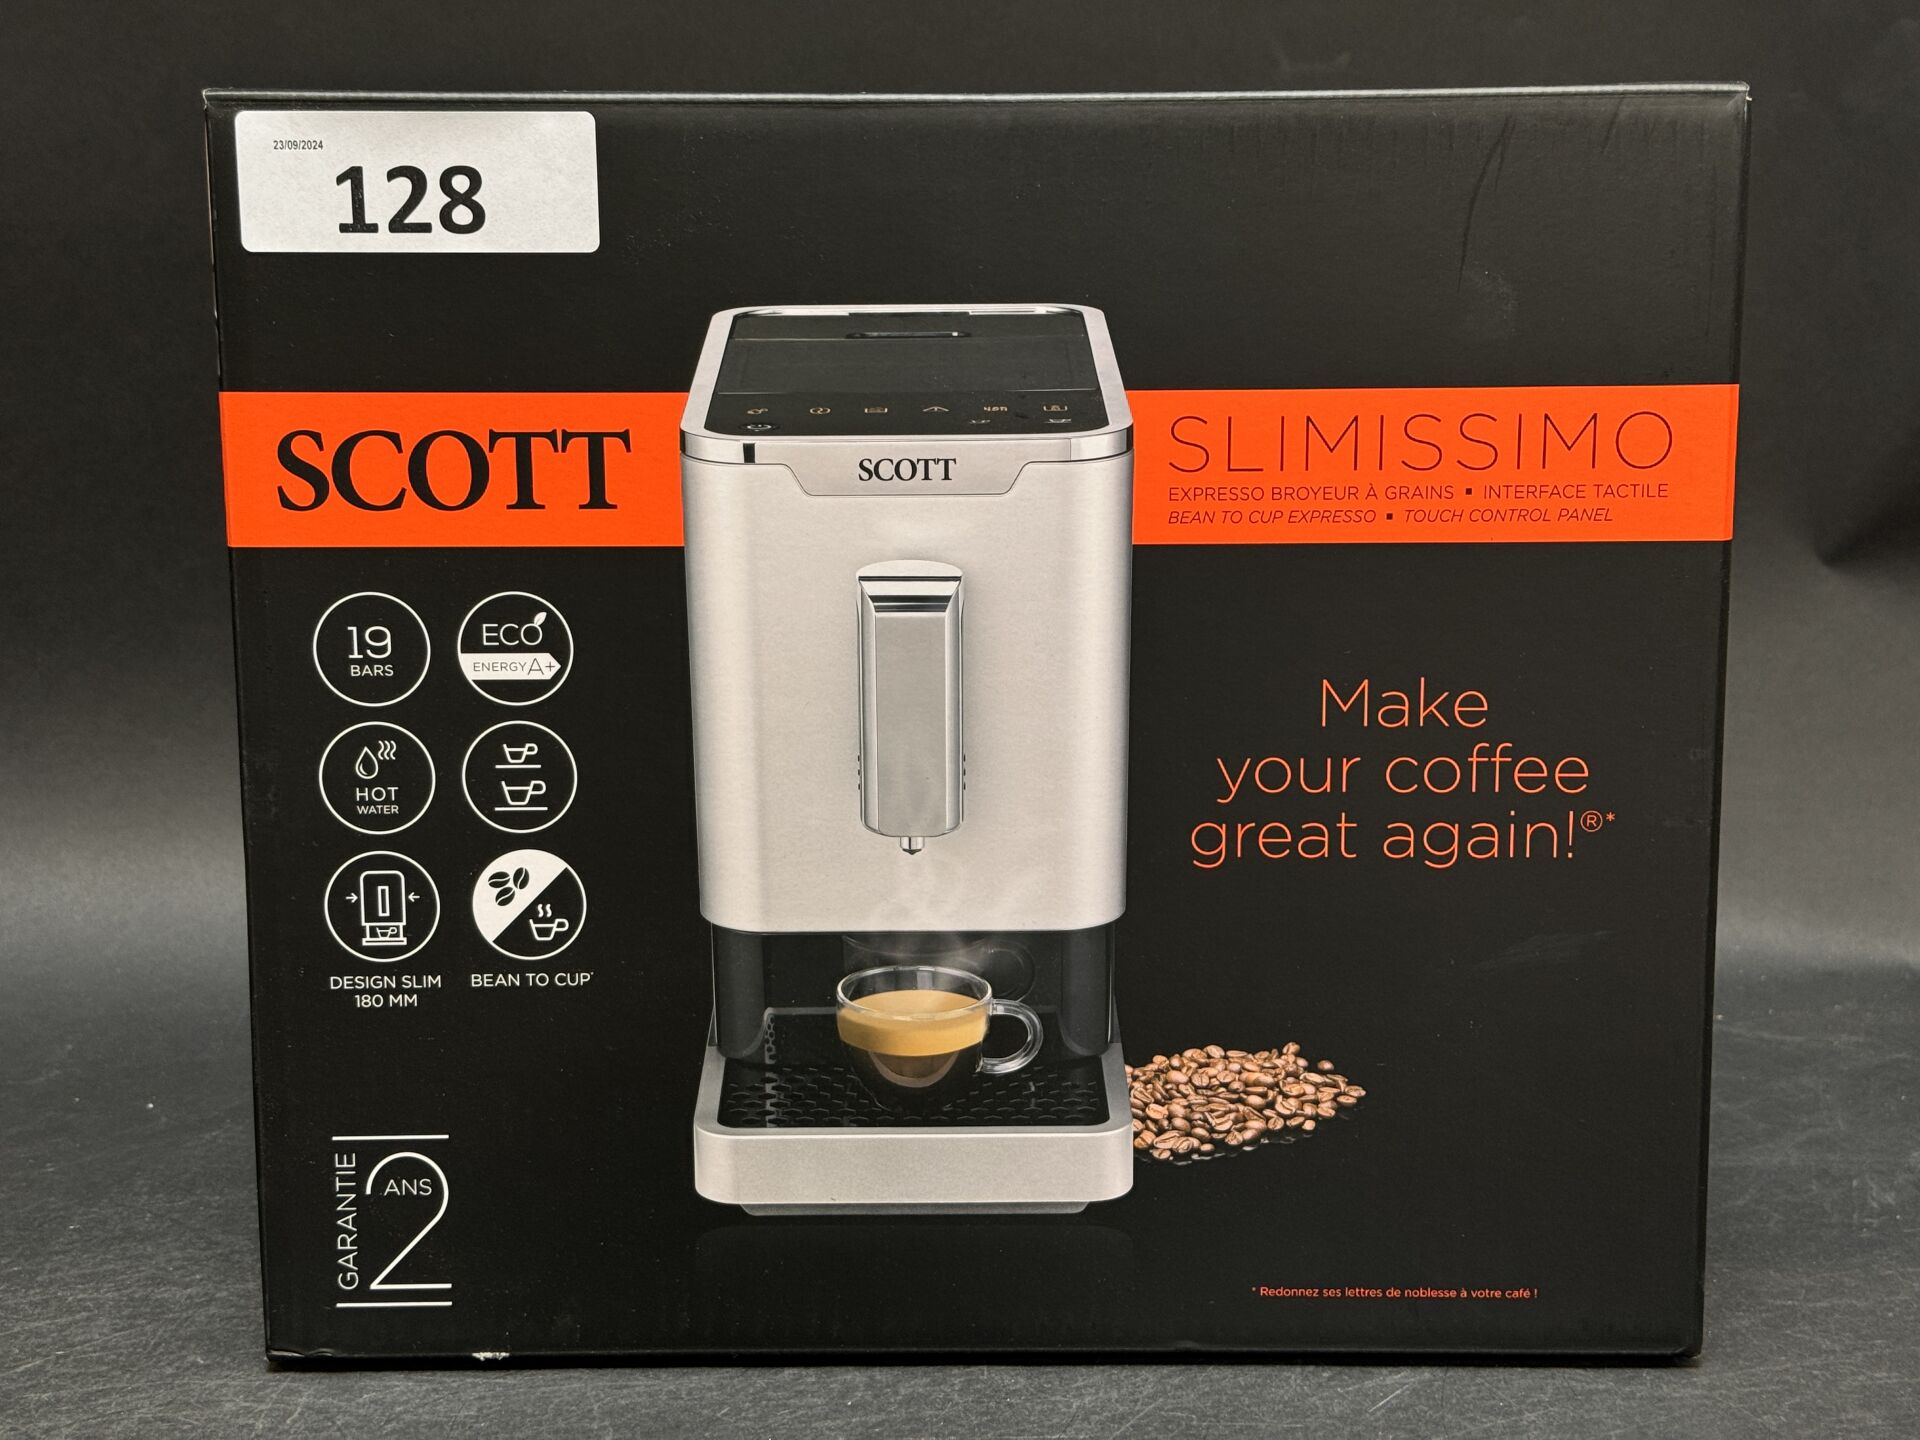 23/09/2024
128
SCOTT
SCOTT
SLIMISSIMO
EXPRESSO BROYEUR À GRAINS ▪ INTERFACE TACTILE
BEAN TO CUP EXPRESSO ▪ TOUCH CONTROL PANEL
19
BARS
ECO
ENERGY A+
HOT
WATER
DESIGN SLIM
180 MM
BEAN TO CUP*
Make
your coffee
great again!®*
GARANTIE
2 ANS
* Redonnez ses lettres de noblesse à votre café !